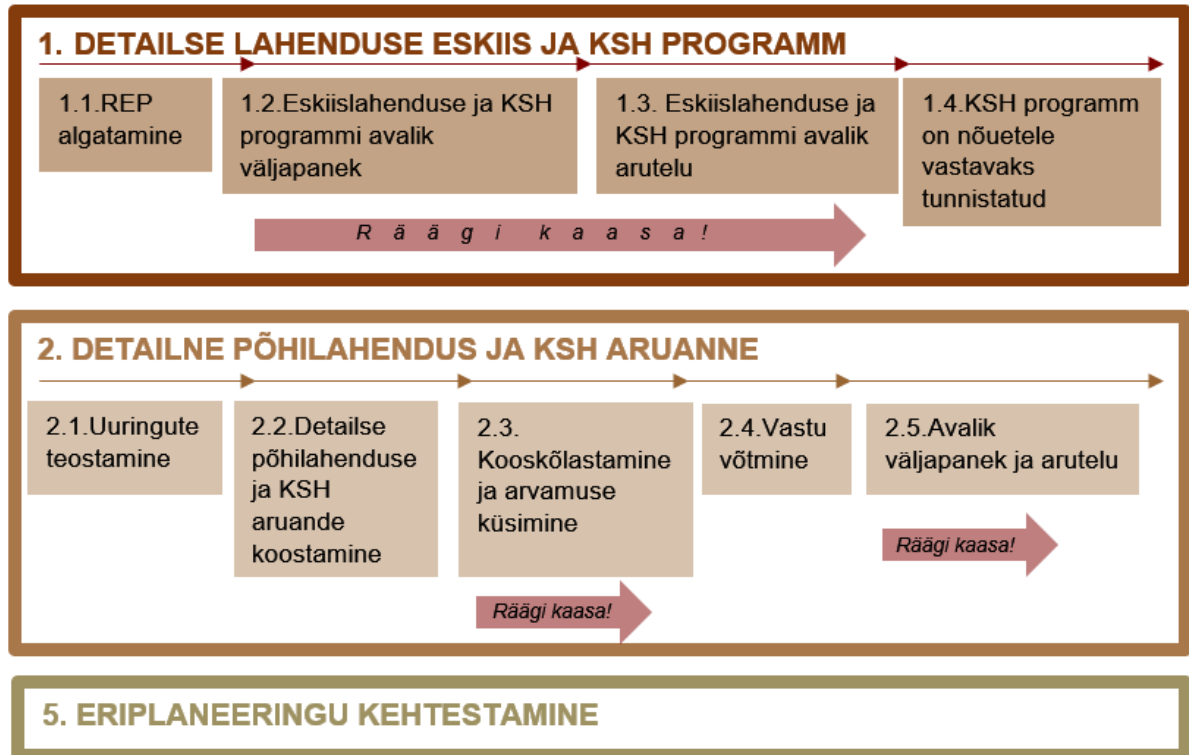 1. DETAILSE LAHENDUSE ESKIIS JA KSH PROGRAMM
1.1.REP
algatamine
1.2.Eskiislahenduse ja KSH
programmi avalik
väljapanek
1.3. Eskiislahenduse ja
KSH programmi avalik
arutelu
1.4.KSH programm
on nõuetele
vastavaks
tunnistatud
R ä ä g i k a a s a !
2. DETAILNE PÕHILAHENDUS JA KSH ARUANNE
2.1.Uuringute
teostamine
2.2.Detailse
põhilahenduse
ja KSH
aruande
koostamine
2.3.
Kooskõlastamine
ja arvamuse
küsimine
2.4.Vastu
võtmine
2.5.Avalik
väljapanek ja arutelu
Räägi kaasa!
Räägi kaasa!
5. ERIPLANEERINGU KEHTESTAMINE